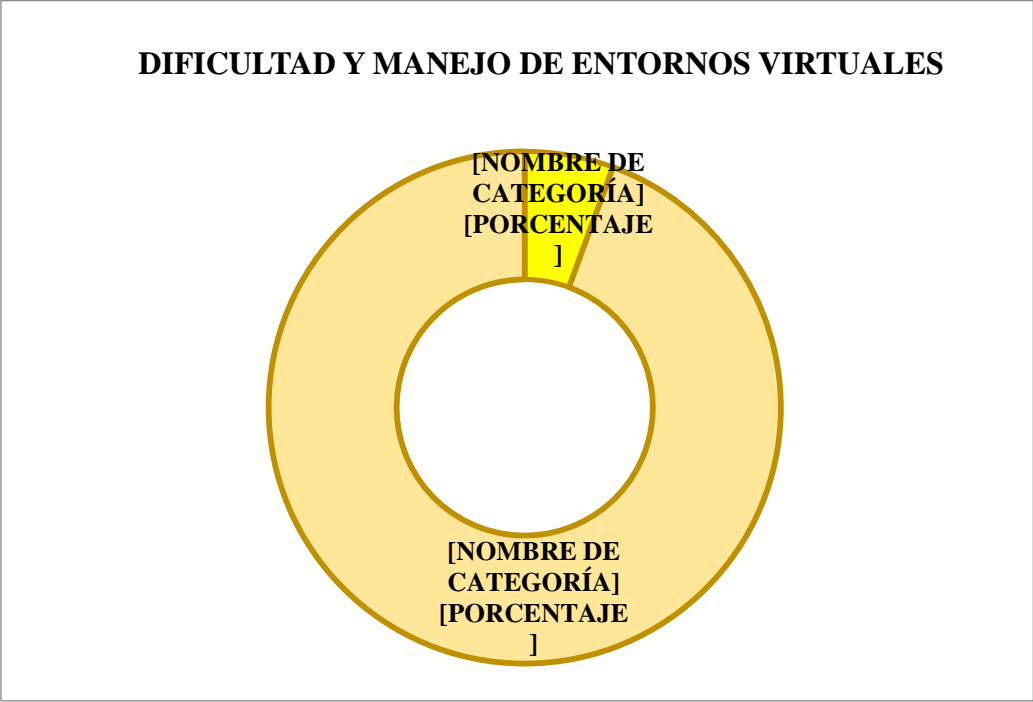 DIFICULTAD Y MANEJO DE ENTORNOS VIRTUALES
[NOMBRE DE
CATEGORÍA]
[PORCENTAJE
]
[NOMBRE DE
CATEGORÍA]
[PORCENTAJE
]